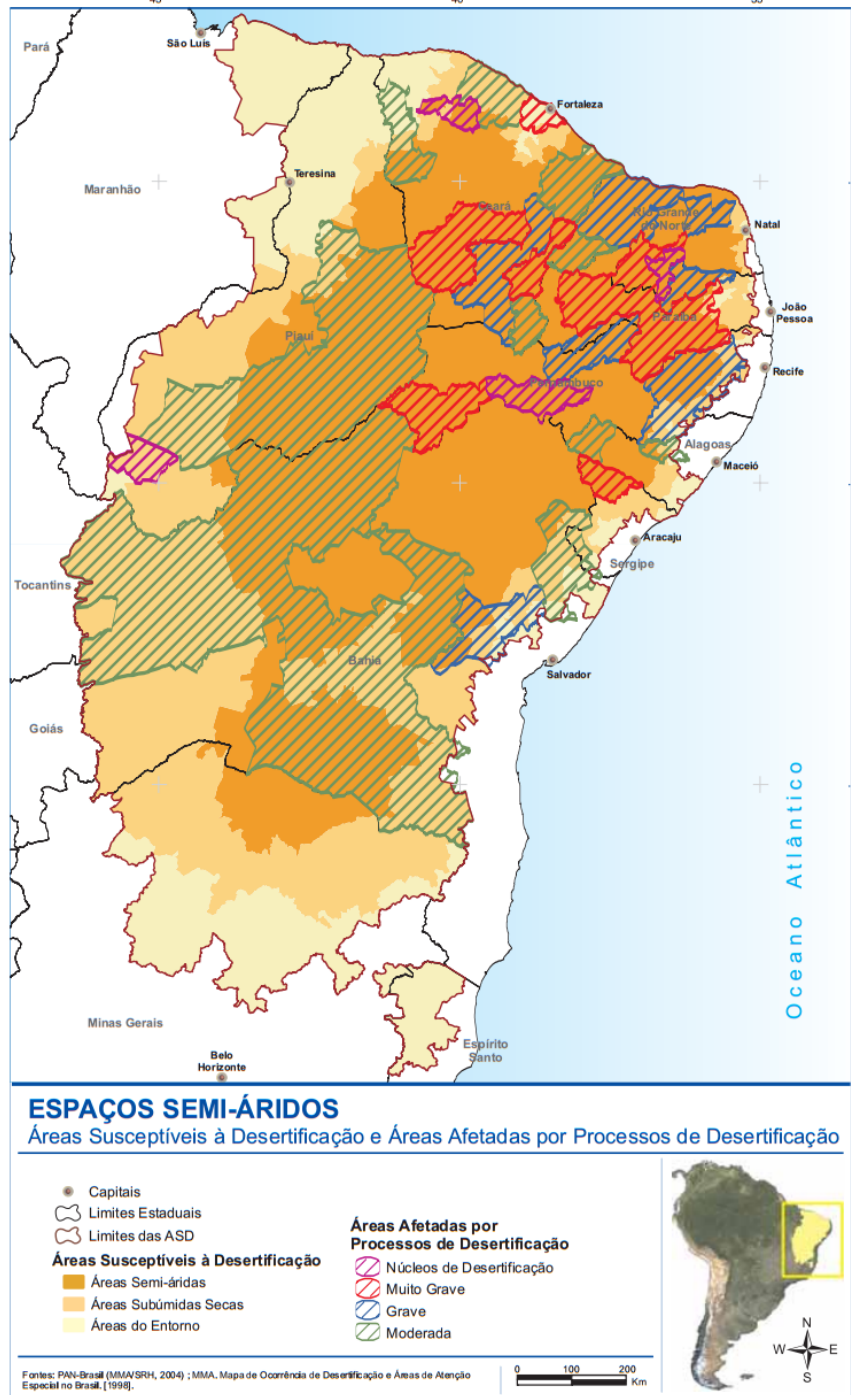 São Luis
Pará
Fortaleza
Maranhão
Teresina
Ceará
Rio Grande
do Norte
Natal
Piauí
Paraíba
João
Pessoa
Pernambuco
Recife
Alagoas
Maceió
Aracaju
Sergipe
Tocantins
Bahia
Salvador
Goiás
Oceano Atlântico
Minas Gerais
Espírito
Santo
Belo
Horizonte
ESPAÇOS SEMI-ÁRIDOS
Áreas Susceptíveis à Desertificação e Áreas Afetadas por Processos de Desertificação
Capitais
Limites Estaduais
Limites das ASD
Áreas Susceptíveis à Desertificação
Áreas Semi-áridas
Áreas Subúmidas Secas
Áreas do Entorno
Áreas Afetadas por
Processos de Desertificação
Núcleos de Desertificação
Muito Grave
Grave
Moderada
N
W E
S
0 100 200
Km
Fontes: PAN-Brasil (MMA/SRH, 2004) ; MMA. Mapa de Ocorrência de Desertificação e Áreas de Atenção
Especial no Brasil. [1998].